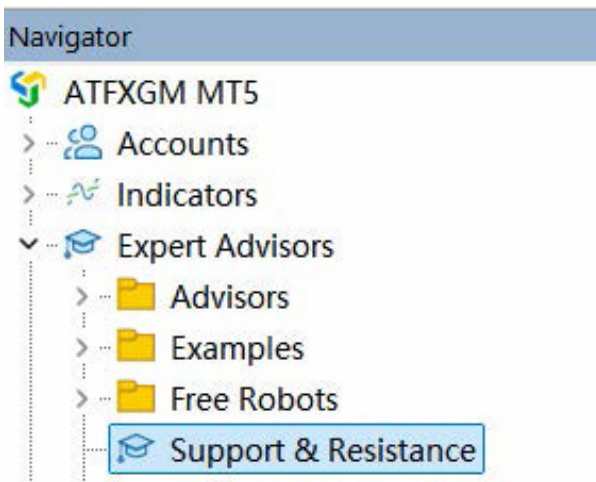 Navigator
ATFXGM MT5
Accounts
Indicators
Expert Advisors
Advisors
Examples
Free Robots
Support & Resistance